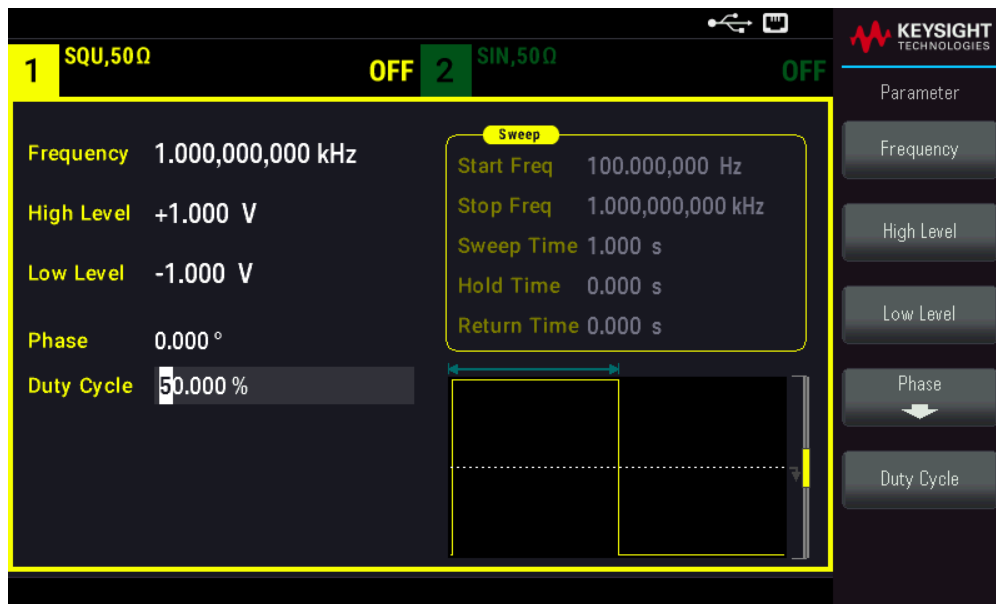 1 SQU,50Ω OFF
2 SIN,50Ω OFF
Frequency 1.000,000,000 kHz
High Level +1.000 V
Low Level -1.000 V
Phase 0.000 °
Duty Cycle 50.000 %
Sweep
Start Freq 100.000,000 Hz
Stop Freq 1.000,000,000 kHz
Sweep Time 1.000 s
Hold Time 0.000 s
Return Time 0.000 s
KEYSIGHT
TECHNOLOGIES
Parameter
Frequency
High Level
Low Level
Phase
Duty Cycle